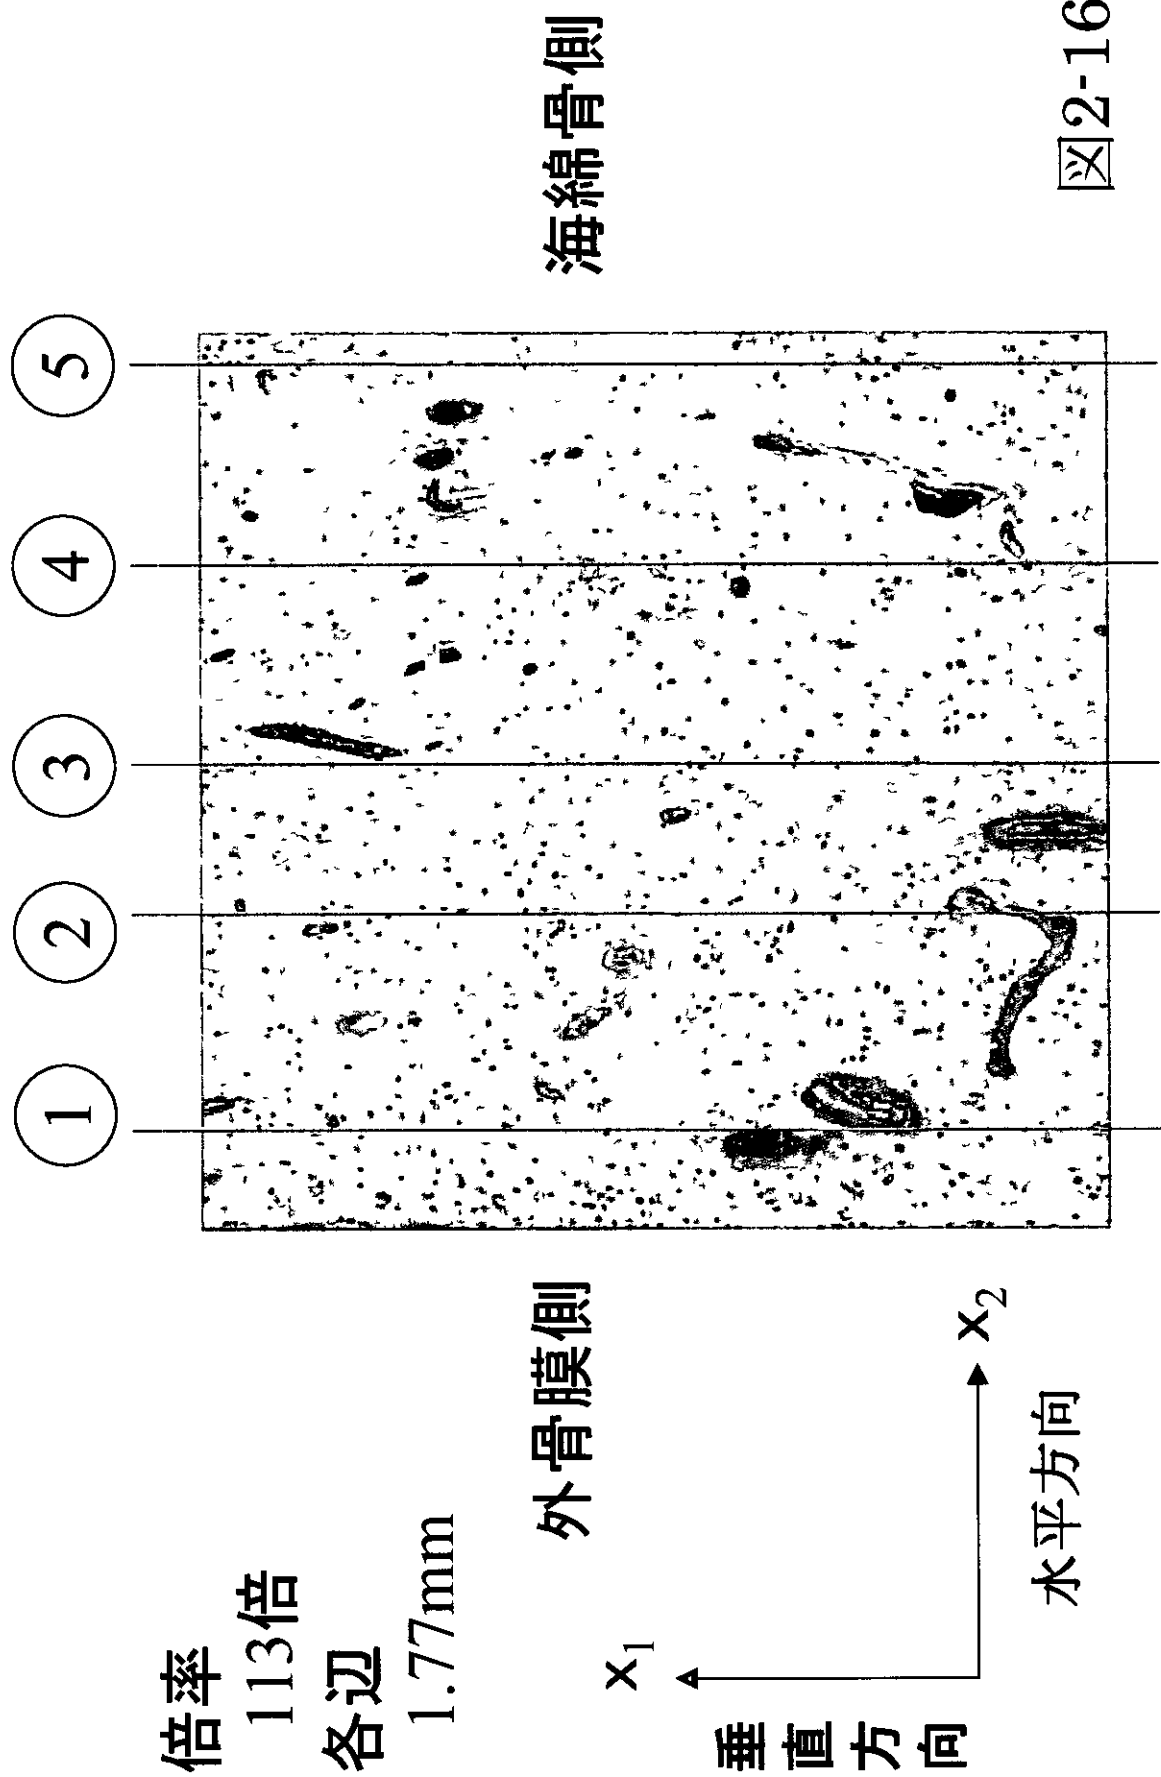 倍率
113倍
各辺
1.77mm
① ② ③ ④ ⑤
外骨膜側
海綿骨側
x1
垂直方向
x2
水平方向
図2-16